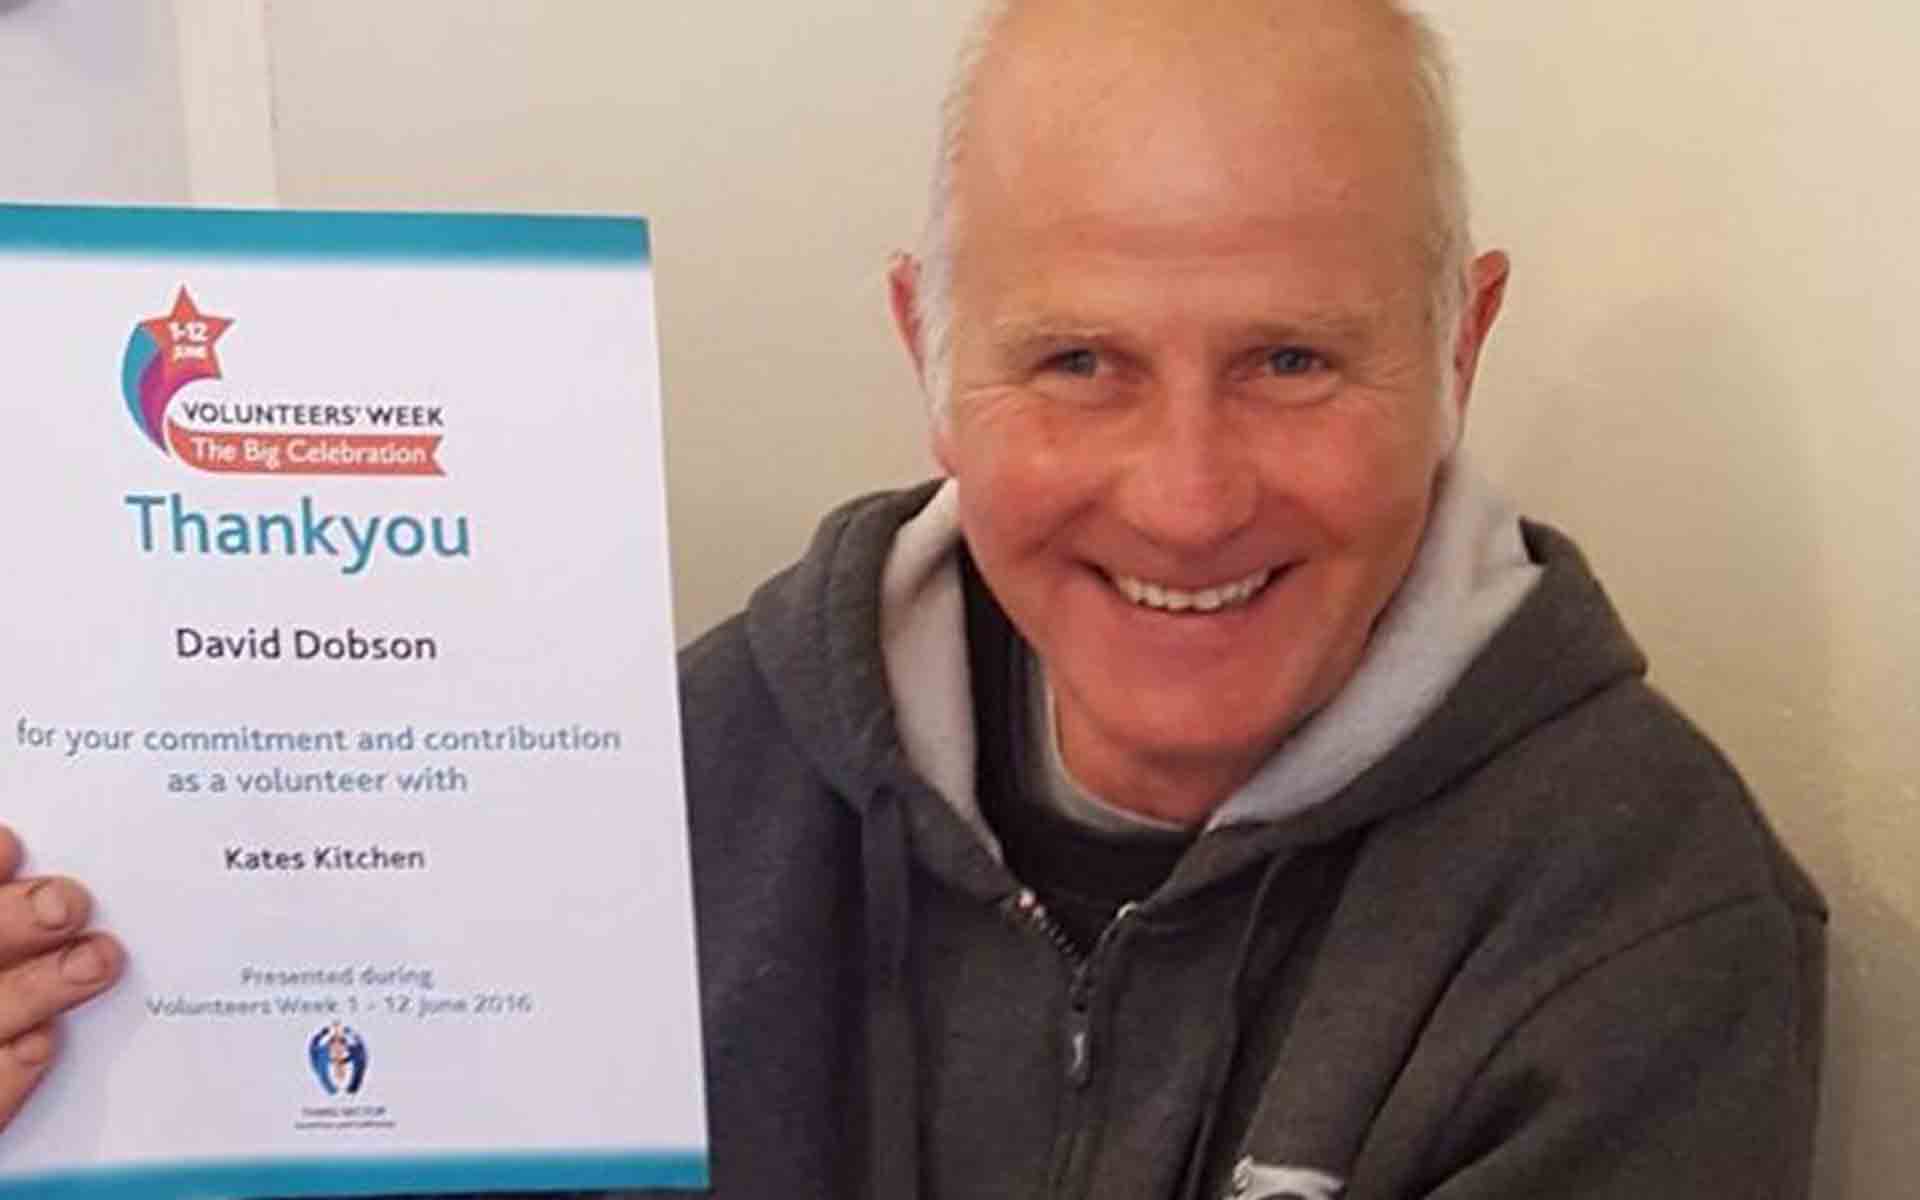 1-12
JUNE
VOLUNTEERS' WEEK
The Big Celebration
Thankyou
David Dobson
for your commitment and contribution
as a volunteer with
Kates Kitchen
Presented during
Volunteers Week 1 - 12 June 2016